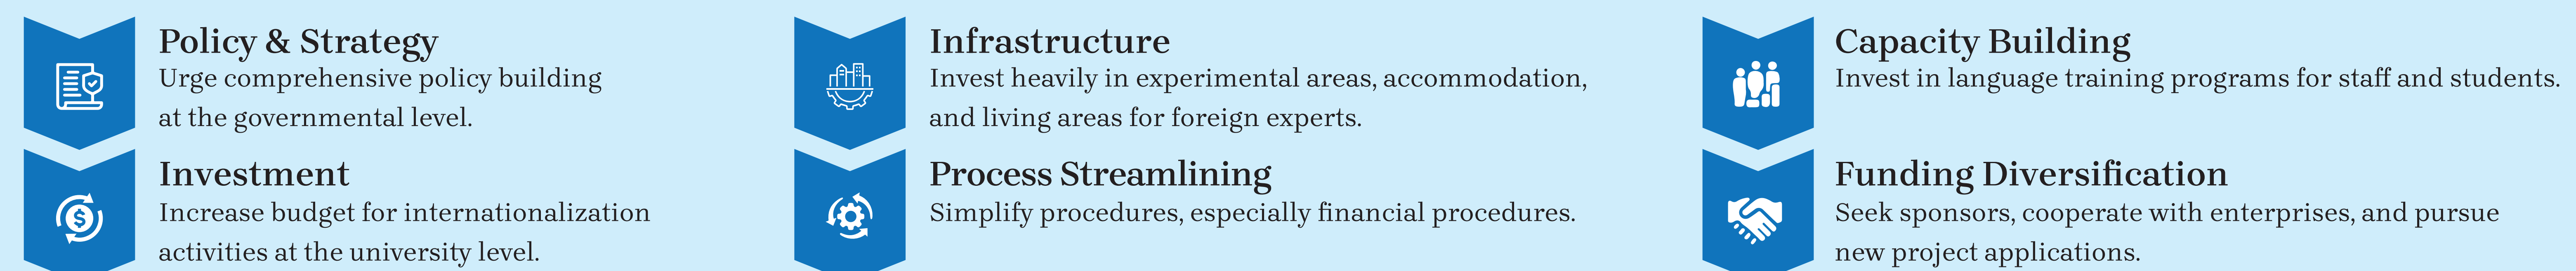 Policy & Strategy
Urge comprehensive policy building
at the governmental level.
Investment
Increase budget for internationalization
activities at the university level.
Infrastructure
Invest heavily in experimental areas, accommodation,
and living areas for foreign experts.
Process Streamlining
Simplify procedures, especially financial procedures.
Capacity Building
Invest in language training programs for staff and students.
Funding Diversification
Seek sponsors, cooperate with enterprises, and pursue
new project applications.